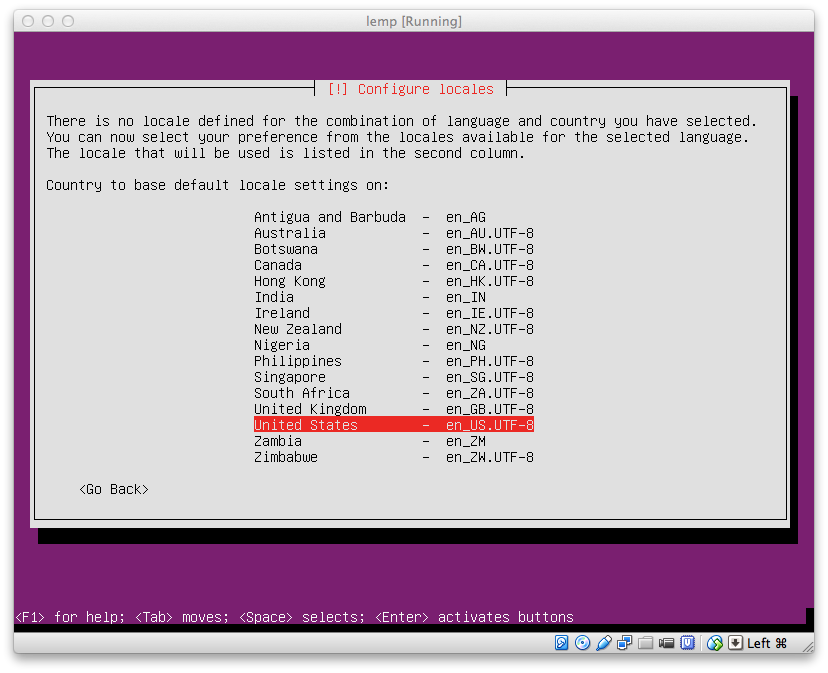 lemp [Running]
[!] Configure locales
There is no locale defined for the combination of language and country you have selected.
You can now select your preference from the locales available for the selected language.
The locale that will be used is listed in the second column.
Country to base default locale settings on:
Antigua and Barbuda - en_AG
Australia - en_AU.UTF-8
Botswana - en_BW.UTF-8
Canada - en_CA.UTF-8
Hong Kong - en_HK.UTF-8
India - en_IN
Ireland - en_IE.UTF-8
New Zealand - en_NZ.UTF-8
Nigeria - en_NG
Philippines - en_PH.UTF-8
Singapore - en_SG.UTF-8
South Africa - en_ZA.UTF-8
United Kingdom - en_GB.UTF-8
United States - en_US.UTF-8
Zambia - en_ZM
Zimbabwe - en_ZW.UTF-8
<Go Back>
<F1> for help; <Tab> moves; <Space> selects; <Enter> activates buttons
Left ⌘